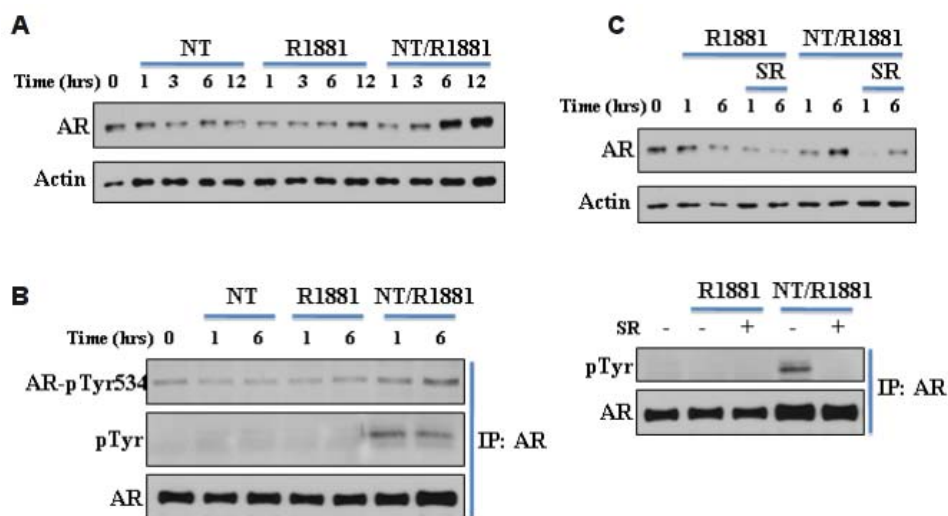 A
NT R1881 NT/R1881
Time (hrs) 0 1 3 6 12 1 3 6 12 1 3 6 12
AR
Actin
B
NT R1881 NT/R1881
Time (hrs) 0 1 6 1 6 1 6
AR-pTyr534
pTyr
AR
IP: AR
C
R1881 NT/R1881
SR SR
Time (hrs) 0 1 6 1 6 1 6 1 6
AR
Actin
R1881 NT/R1881
SR - - + - +
pTyr
AR
IP: AR